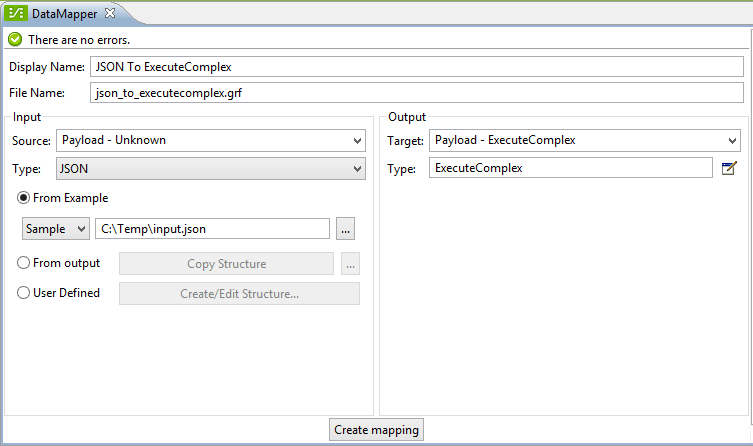 DataMapper
There are no errors.
Display Name: JSON To ExecuteComplex
File Name: json_to_executecomplex.grf
Input
Source: Payload - Unknown
Type: JSON
From Example
Sample C:\Temp\input.json ...
From output Copy Structure ...
User Defined Create/Edit Structure...
Output
Target: Payload - ExecuteComplex
Type: ExecuteComplex
Create mapping